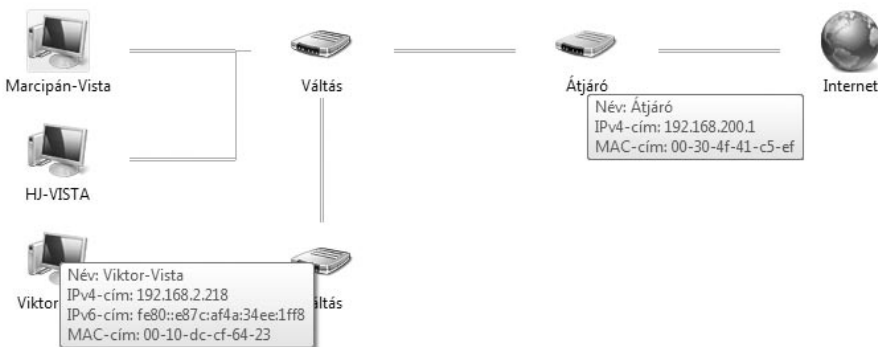 Marcipán-Vista
Váltás
Átjáró
Internet
Név: Átjáró
IPv4-cím: 192.168.200.1
MAC-cím: 00-30-4f-41-c5-ef
HJ-VISTA
Viktor
Név: Viktor-Vista
IPv4-cím: 192.168.2.218
IPv6-cím: fe80::e87c:af4a:34ee:1ff8
MAC-cím: 00-10-dc-cf-64-23
áltás